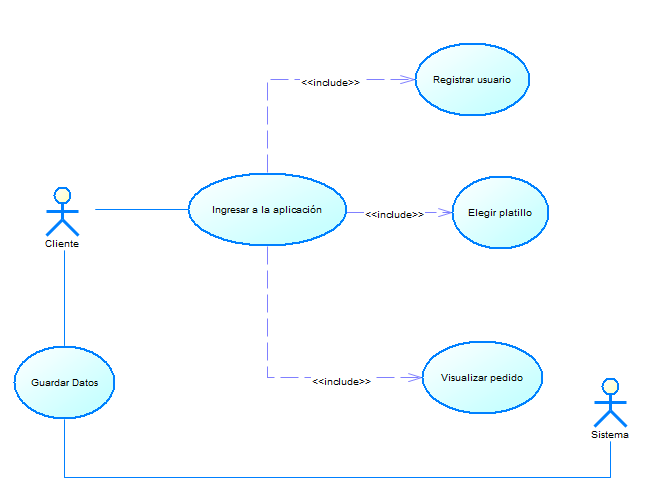 Registrar usuario
<<include>>
Ingresar a la aplicación
<<include>>
Elegir platillo
Cliente
<<include>>
Visualizar pedido
Guardar Datos
Sistema